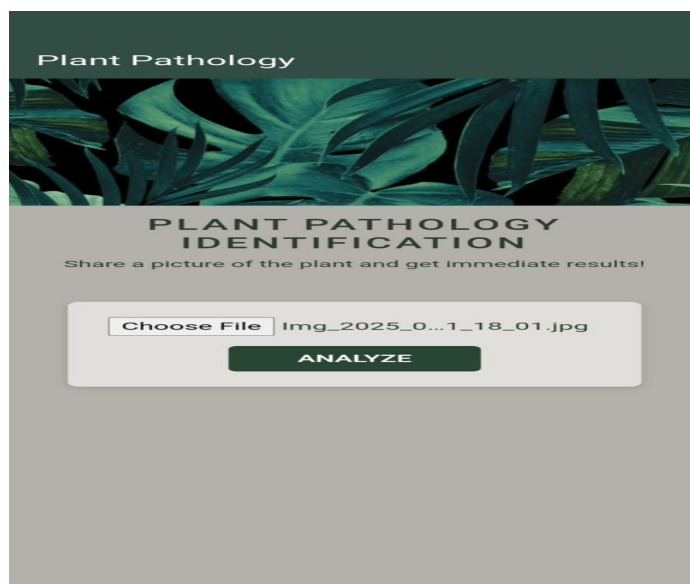 Plant Pathology
PLANT PATHOLOGY
IDENTIFICATION
Share a picture of the plant and get immediate results!
Choose File Img_2025_0...1_18_01.jpg
ANALYZE